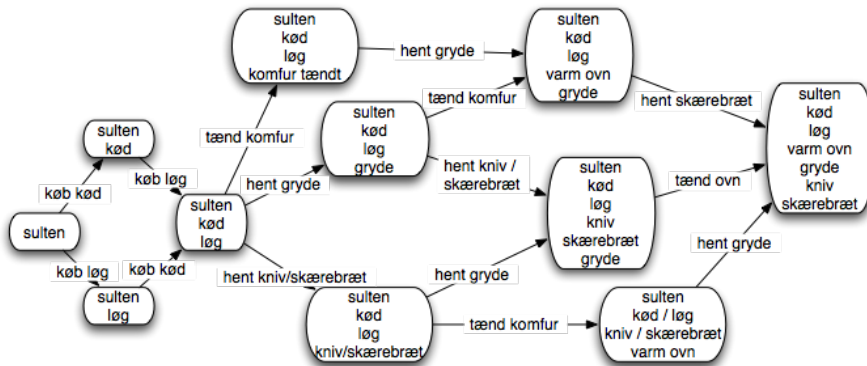 sulten
kød
løg
komfur tændt
hent gryde
sulten
kød
løg
varm ovn
gryde
hent skærebræt
sulten
kød
løg
varm ovn
gryde
kniv
skærebræt
tænd komfur
sulten
kød
løg
gryde
tænd komfur
sulten
kød
køb løg
hent gryde
hent kniv /
skærebræt
sulten
kød
løg
kniv
skærebræt
gryde
tænd ovn
køb kød
sulten
kød
løg
sulten
køb løg
køb kød
sulten
løg
hent kniv/skærebræt
hent gryde
hent gryde
sulten
kød
løg
kniv/skærebræt
tænd komfur
sulten
kød / løg
kniv / skærebræt
varm ovn